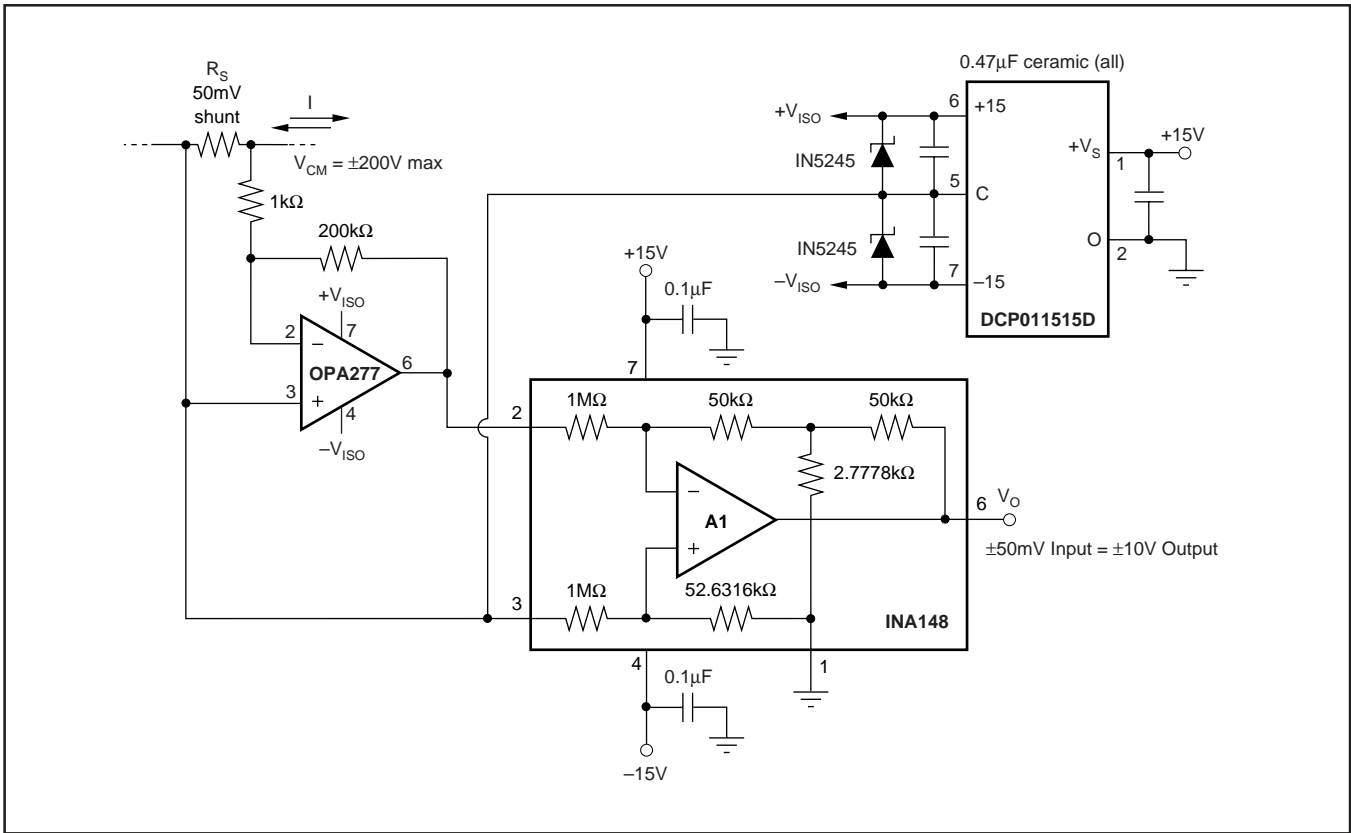 R_S
50mV
shunt
I
V_CM = ±200V max
1kΩ
200kΩ
+V_ISO
7
2
−
OPA277
6
3
+
4
–V_ISO
0.47μF ceramic (all)
+V_ISO
6
+15
IN5245
+V_S
1
+15V
5
C
IN5245
O
2
–V_ISO
7
–15
DCP011515D
+15V
0.1μF
7
2
1MΩ
50kΩ
50kΩ
2.7778kΩ
−
A1
+
6
V_O
±50mV Input = ±10V Output
3
1MΩ
52.6316kΩ
INA148
4
1
0.1μF
–15V